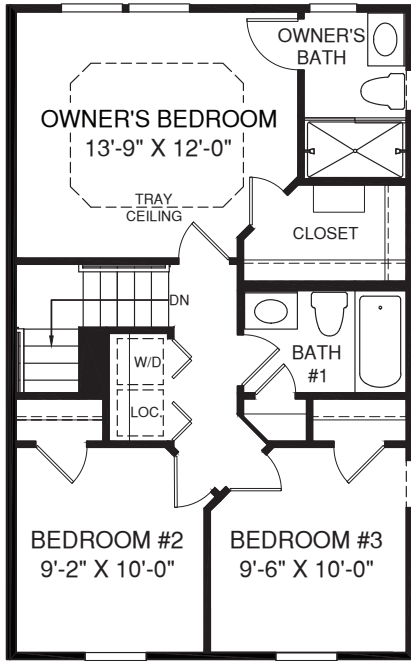 OWNER'S
BATH
OWNER'S BEDROOM
13'-9" X 12'-0"
TRAY
CEILING
CLOSET
DN
W/D
LOC.
BATH
#1
BEDROOM #2
9'-2" X 10'-0"
BEDROOM #3
9'-6" X 10'-0"